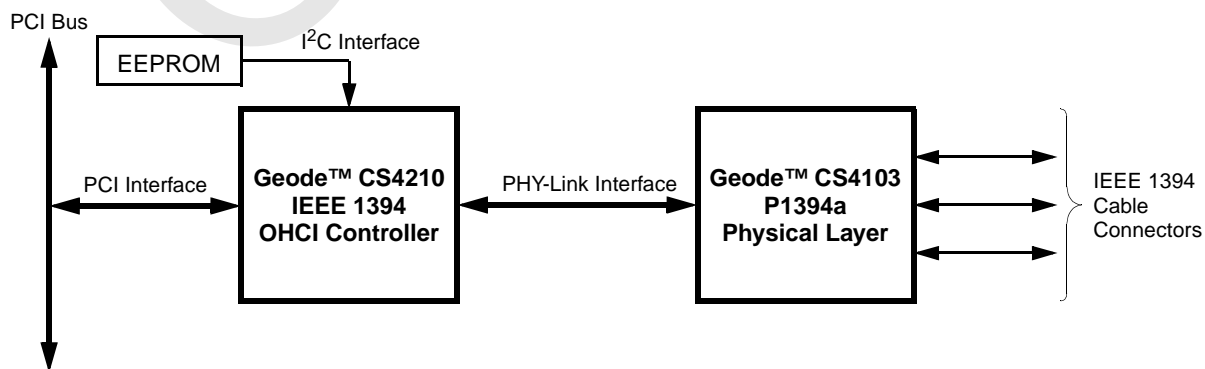 PCI Bus
I²C Interface
EEPROM
PCI Interface
Geode™ CS4210
IEEE 1394
OHCI Controller
PHY-Link Interface
Geode™ CS4103
P1394a
Physical Layer
IEEE 1394
Cable
Connectors